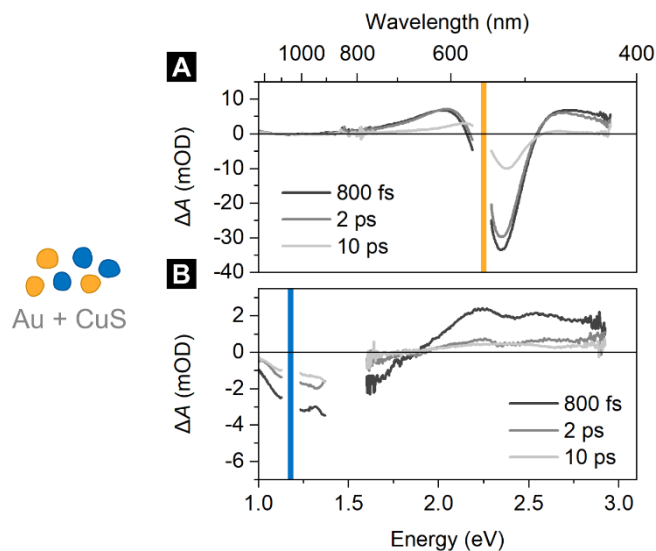 Wavelength (nm)
1000 800 600 400
A
10
0
-10
-20
-30
-40
ΔA (mOD)
800 fs
2 ps
10 ps
Au + CuS
B
2
0
-2
-4
-6
ΔA (mOD)
800 fs
2 ps
10 ps
1.0 1.5 2.0 2.5 3.0
Energy (eV)